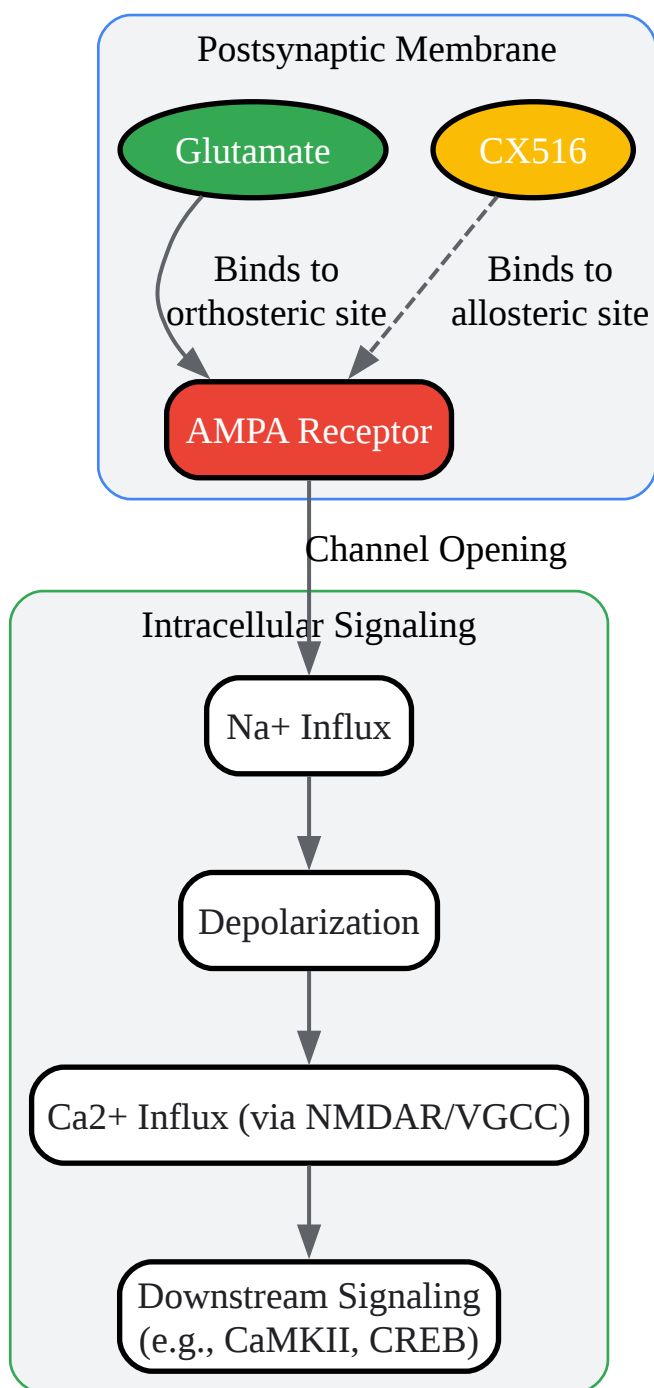 Postsynaptic Membrane
Glutamate
CX516
Binds to
orthosteric site
Binds to
allosteric site
AMPA Receptor
Channel Opening
Intracellular Signaling
Na+ Influx
Depolarization
Ca2+ Influx (via NMDAR/VGCC)
Downstream Signaling
(e.g., CaMKII, CREB)